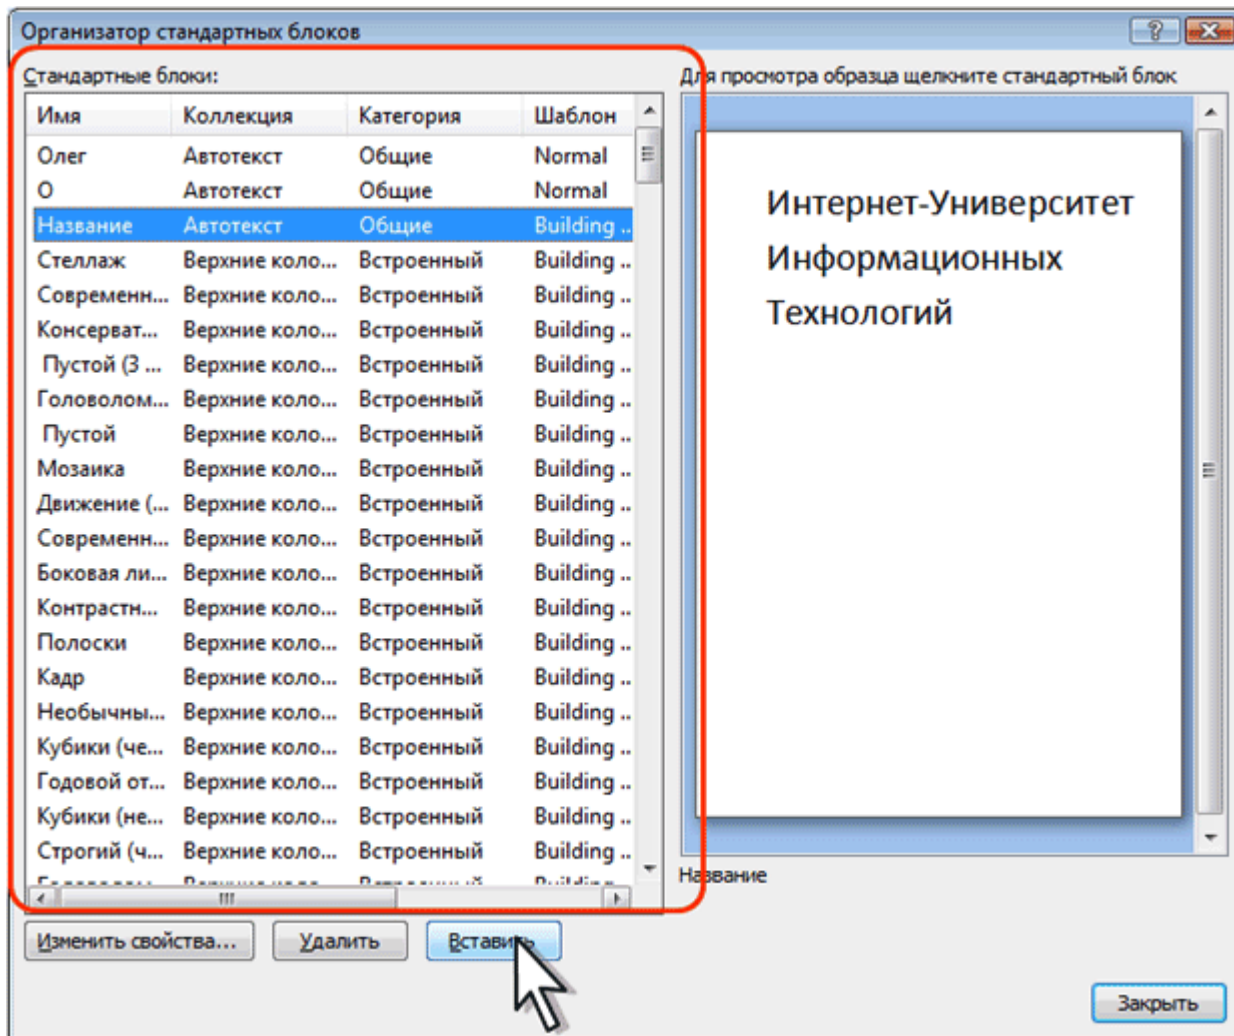 Организатор стандартных блоков
Стандартные блоки:
Для просмотра образца щелкните стандартный блок
Имя Коллекция Категория Шаблон
Олег Автотекст Общие Normal
О Автотекст Общие Normal
Название Автотекст Общие Building ..
Стеллаж Верхние коло... Встроенный Building ..
Современн... Верхние коло... Встроенный Building ..
Консерват... Верхние коло... Встроенный Building ..
Пустой (3 ... Верхние коло... Встроенный Building ..
Головолом... Верхние коло... Встроенный Building ..
Пустой Верхние коло... Встроенный Building ..
Мозаика Верхние коло... Встроенный Building ..
Движение (... Верхние коло... Встроенный Building ..
Современн... Верхние коло... Встроенный Building ..
Боковая ли... Верхние коло... Встроенный Building ..
Контрастн... Верхние коло... Встроенный Building ..
Полоски Верхние коло... Встроенный Building ..
Кадр Верхние коло... Встроенный Building ..
Необычны... Верхние коло... Встроенный Building ..
Кубики (че... Верхние коло... Встроенный Building ..
Годовой от... Верхние коло... Встроенный Building ..
Кубики (не... Верхние коло... Встроенный Building ..
Строгий (ч... Верхние коло... Встроенный Building ..
Интернет-Университет
Информационных
Технологий
Название
Изменить свойства... Удалить Вставить
Закрыть